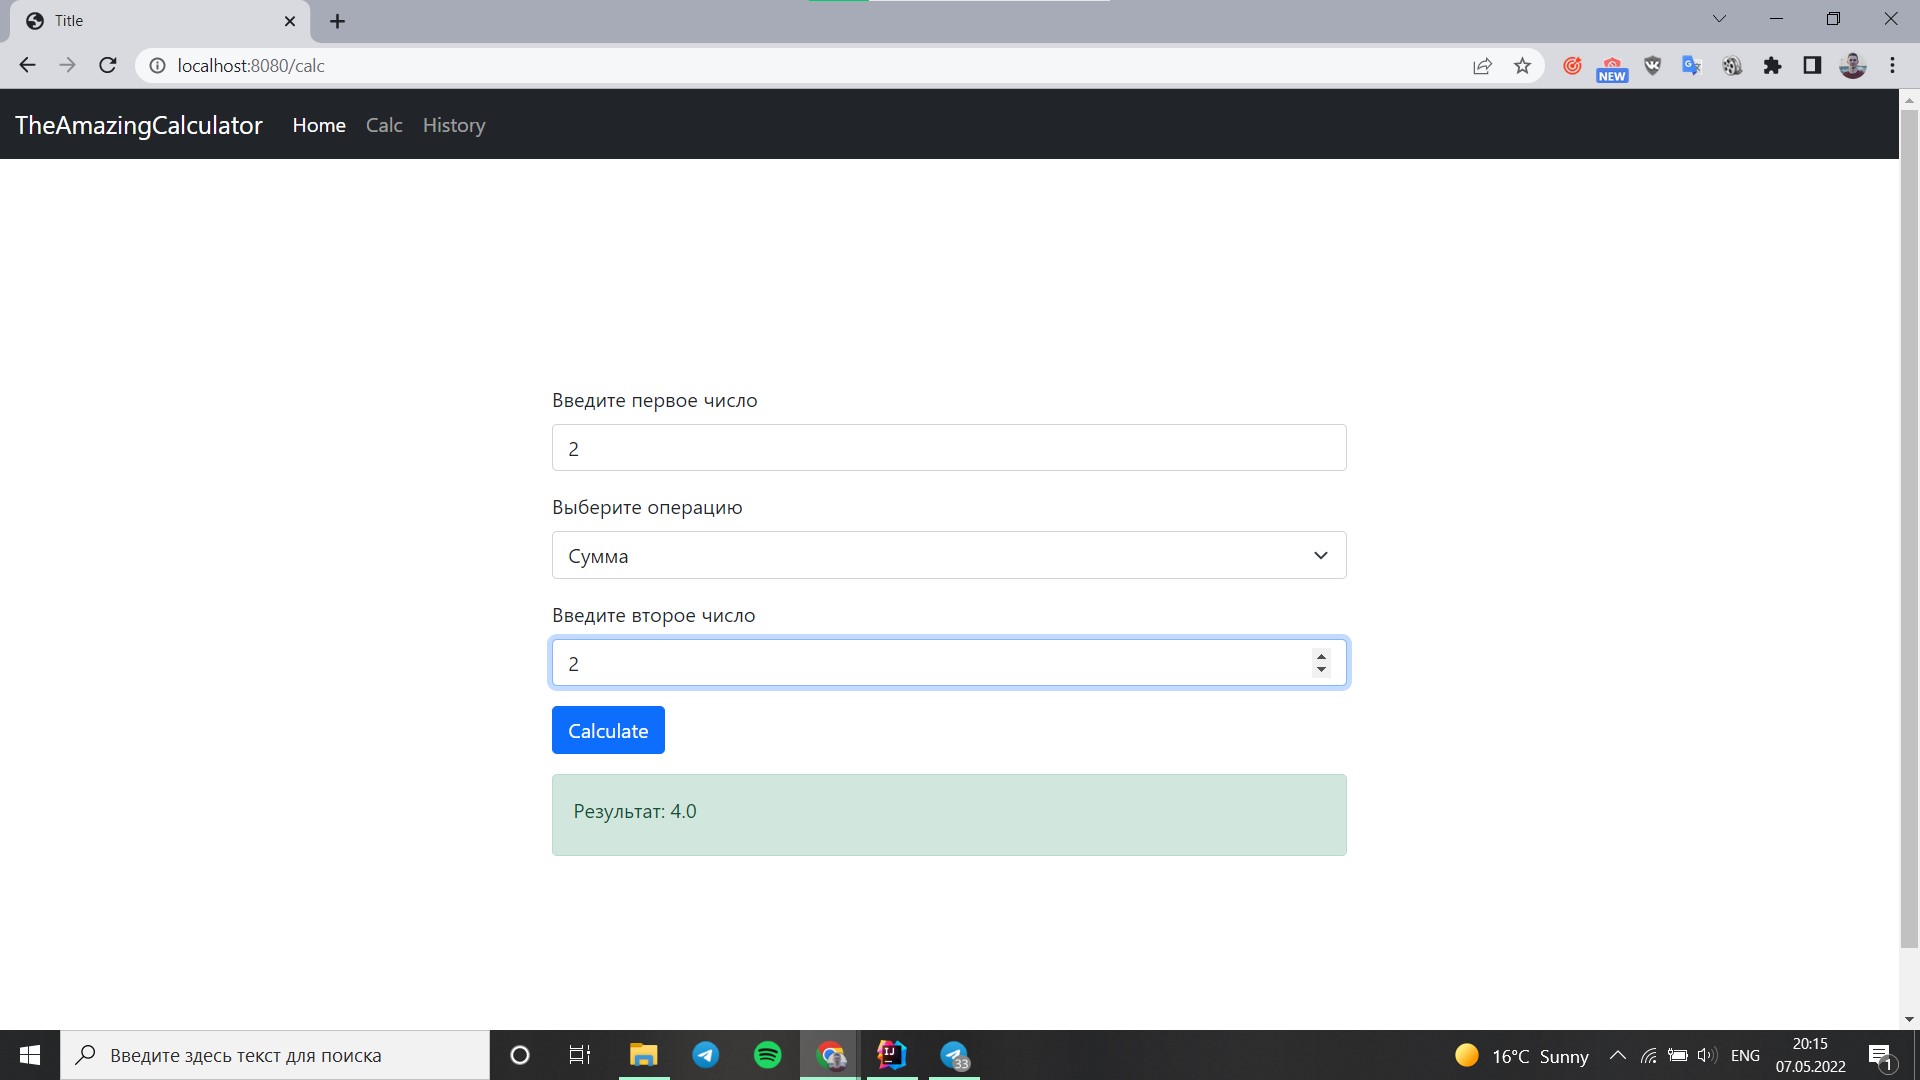 Title
localhost:8080/calc
NEW
TheAmazingCalculator Home Calc History
Введите первое число
2
Выберите операцию
Сумма
Введите второе число
2
Calculate
Результат: 4.0
Введите здесь текст для поиска
33
16°C Sunny
ENG
20:15
07.05.2022
1